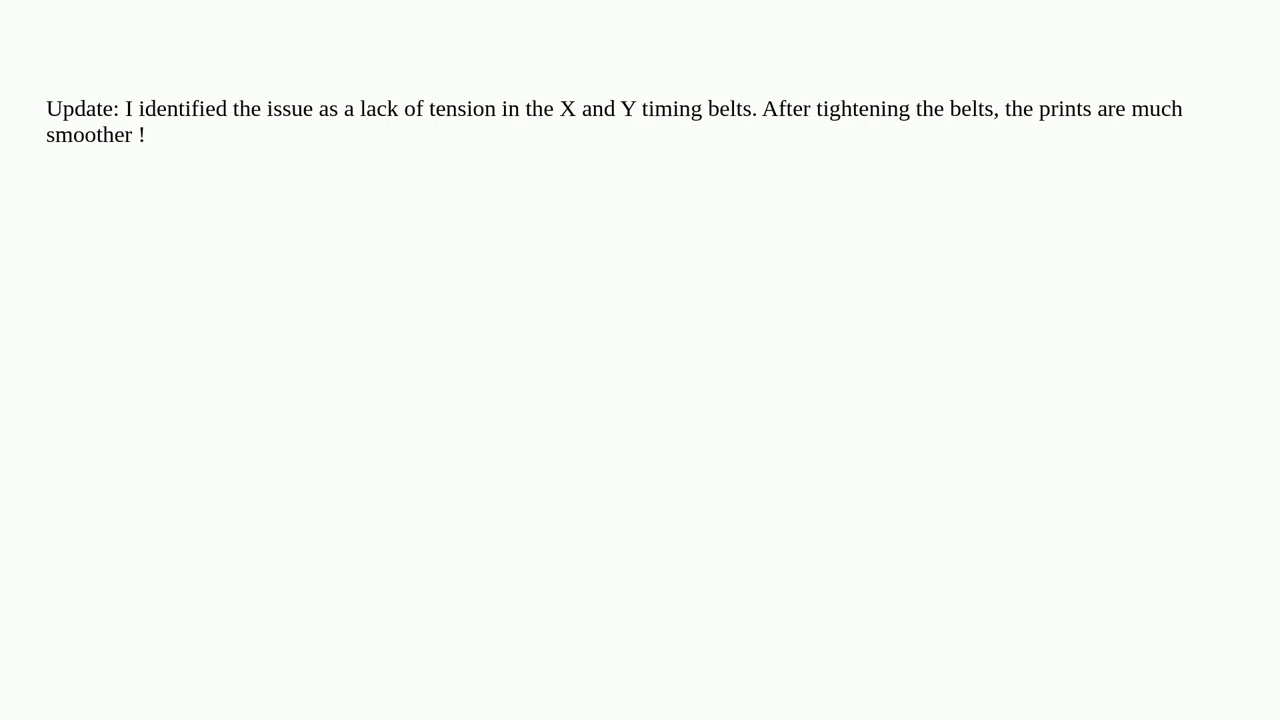 Update: I identified the issue as a lack of tension in the X and Y timing belts. After tightening the belts, the prints are much
smoother !